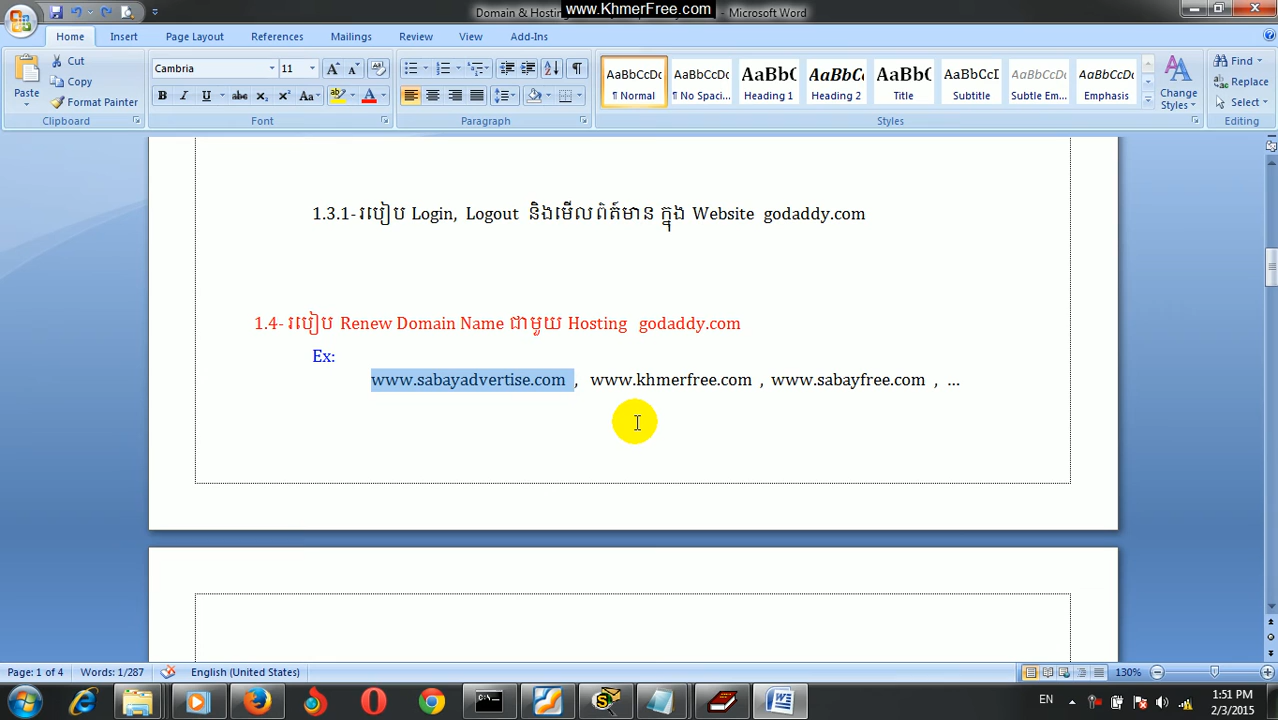 Domain & Hosting
www.KhmerFree.com
- Microsoft Word
Home Insert Page Layout References Mailings Review View Add-Ins
Paste
Cut
Copy
Format Painter
Clipboard
Cambria 11
Font
Paragraph
AaBbCcDc AaBbCcDc AaBbC AaBbCc AaBb( AaBbCcI AaBbCcDc AaBbCcDc
¶ Normal ¶ No Spaci... Heading 1 Heading 2 Title Subtitle Subtle Em... Emphasis
Styles
Change Styles
Find
Replace
Select
Editing
1.3.1- របៀប Login, Logout និងមើលព៌ត៍មាន ក្នុង Website godaddy.com
1.4- របៀប Renew Domain Name ជាមួយ Hosting godaddy.com
Ex:
www.sabayadvertise.com , www.khmerfree.com , www.sabayfree.com , ...
Page: 1 of 4 Words: 1/287 English (United States) 130%
EN 1:51 PM
2/3/2015